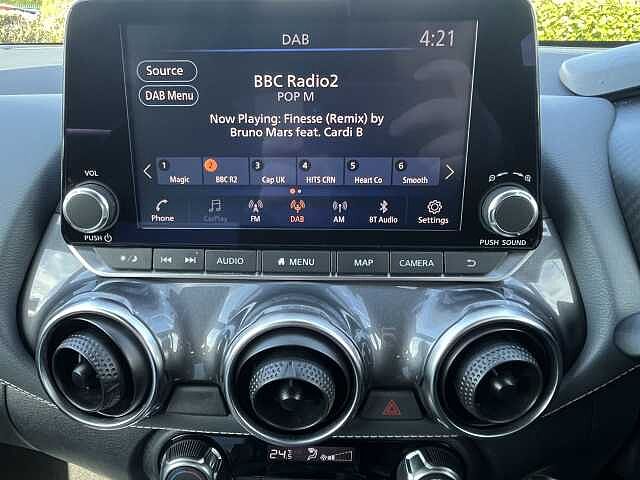 DAB 4:21
Source
DAB Menu
BBC Radio2
POP M
Now Playing: Finesse (Remix) by
Bruno Mars feat. Cardi B
1 2 3 4 5 6
Magic BBC R2 Cap UK HITS CRN Heart Co Smooth
Phone CarPlay FM DAB AM BT Audio Settings
VOL
PUSH
PUSH SOUND
AUDIO MENU MAP CAMERA
24.5